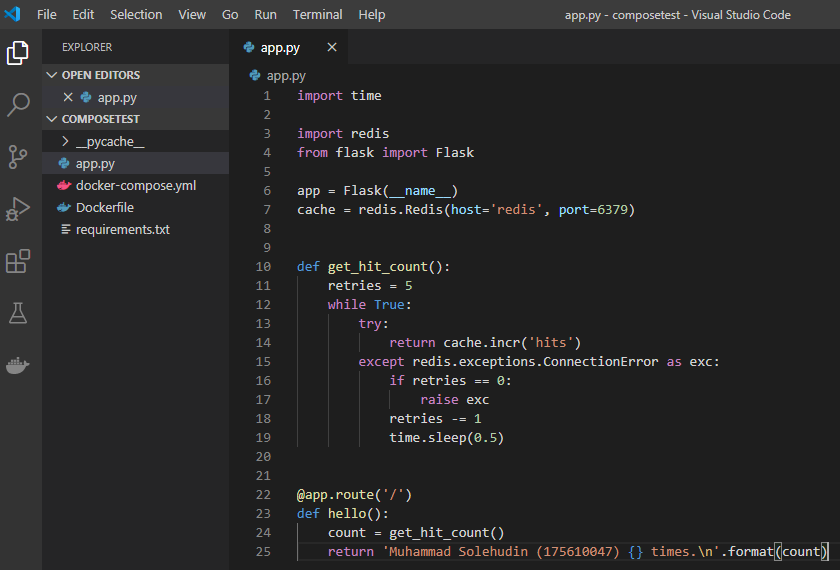 File Edit Selection View Go Run Terminal Help app.py - composetest - Visual Studio Code
EXPLORER
OPEN EDITORS
app.py
COMPOSETEST
__pycache__
app.py
docker-compose.yml
Dockerfile
requirements.txt
app.py
app.py
1 import time
2
3 import redis
4 from flask import Flask
5
6 app = Flask(__name__)
7 cache = redis.Redis(host='redis', port=6379)
8
9
10 def get_hit_count():
11     retries = 5
12     while True:
13         try:
14             return cache.incr('hits')
15         except redis.exceptions.ConnectionError as exc:
16             if retries == 0:
17                 raise exc
18             retries -= 1
19             time.sleep(0.5)
20
21
22 @app.route('/')
23 def hello():
24     count = get_hit_count()
25     return 'Muhammad Solehudin (175610047) {} times.\n'.format(count)